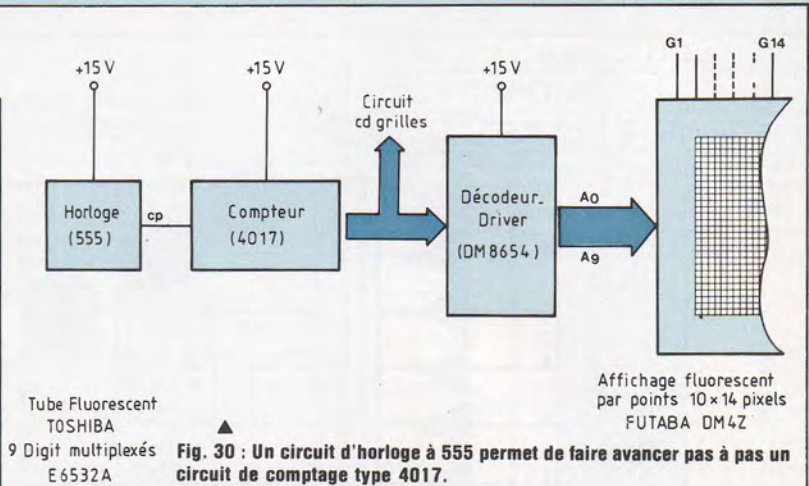 G1 G14
+15 V +15 V +15 V
Circuit
cd grilles
Horloge
(555)
cp
Compteur
(4017)
Décodeur_
Driver
(DM 8654)
A0
A9
Affichage fluorescent
par points 10×14 pixels
FUTABA DM4Z
Tube Fluorescent
TOSHIBA
9 Digit multiplexés
E6532A
Fig. 30 : Un circuit d'horloge à 555 permet de faire avancer pas à pas un
circuit de comptage type 4017.